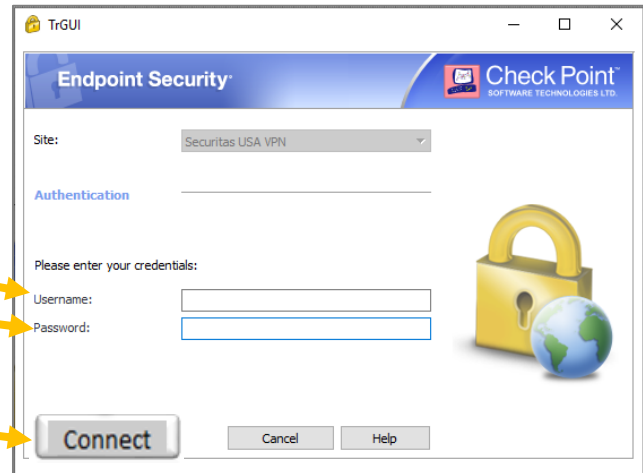 TrGUI
Endpoint Security
Check Point™
SOFTWARE TECHNOLOGIES LTD.
Site: Securitas USA VPN
Authentication
Please enter your credentials:
Username:
Password:
Connect Cancel Help